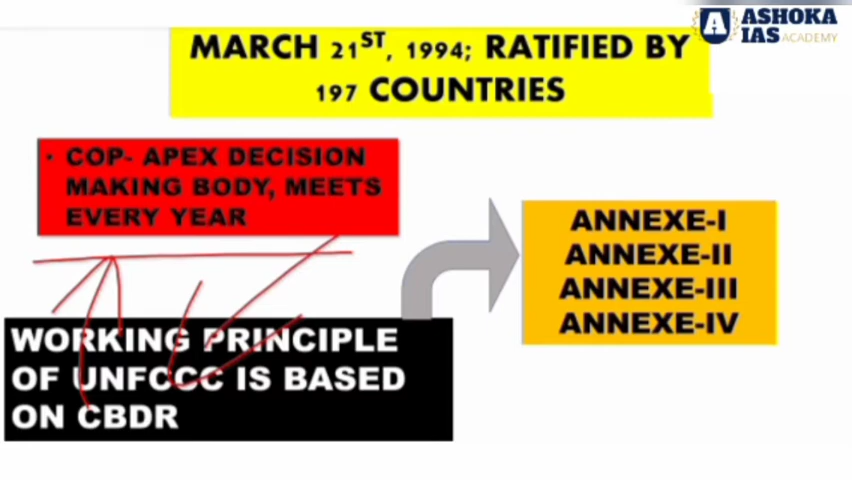 ASHOKA
IAS ACADEMY
MARCH 21ST, 1994; RATIFIED BY
197 COUNTRIES
• COP- APEX DECISION
MAKING BODY, MEETS
EVERY YEAR
ANNEXE-I
ANNEXE-II
ANNEXE-III
ANNEXE-IV
WORKING PRINCIPLE
OF UNFCCC IS BASED
ON CBDR